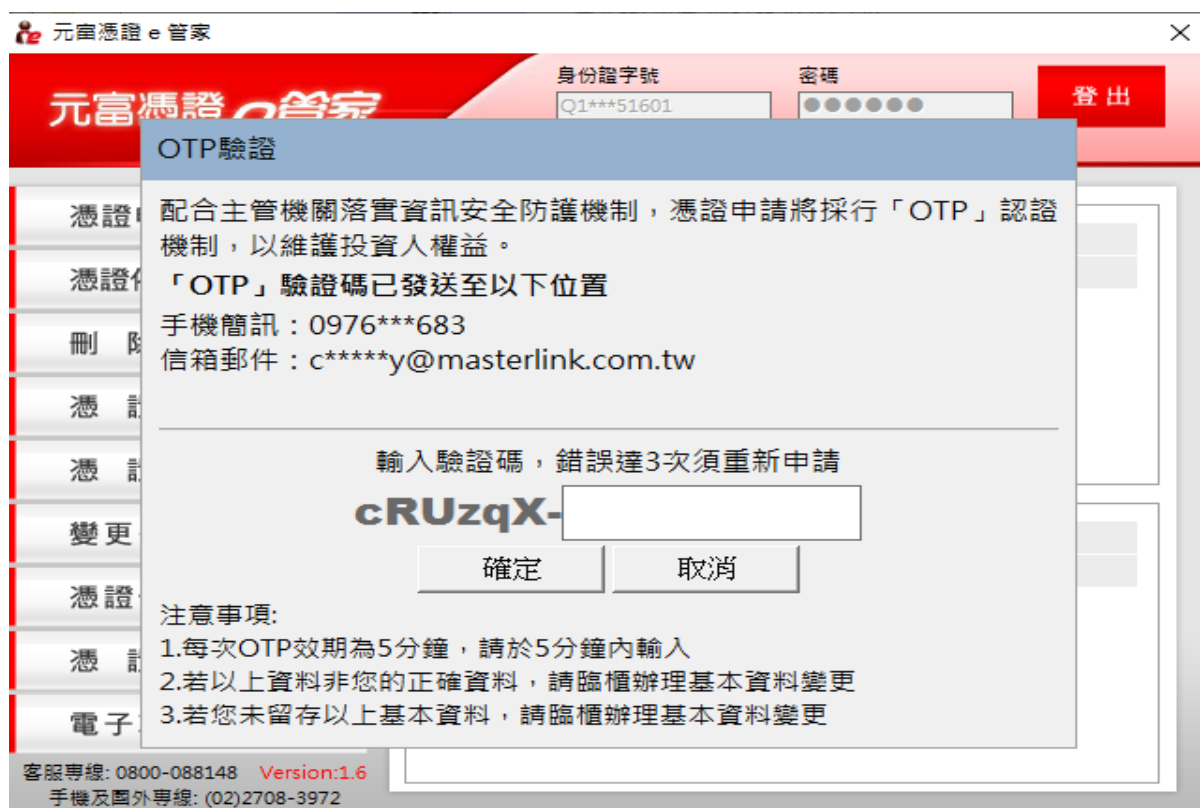 元富憑證 e 管家
身份證字號
密碼
元富憑證 e管家
Q1***51601
登出
OTP驗證
配合主管機關落實資訊安全防護機制，憑證申請將採行「OTP」認證
機制，以維護投資人權益。
「OTP」驗證碼已發送至以下位置
手機簡訊：0976***683
信箱郵件：c*****y@masterlink.com.tw
輸入驗證碼，錯誤達3次須重新申請
cRUzqX-
確定
取消
注意事項:
1.每次OTP效期為5分鐘，請於5分鐘內輸入
2.若以上資料非您的正確資料，請臨櫃辦理基本資料變更
3.若您未留存以上基本資料，請臨櫃辦理基本資料變更
憑證
憑證
刪
憑
憑
變更
憑證
憑
電子
客服專線: 0800-088148 Version:1.6
手機及國外專線: (02)2708-3972